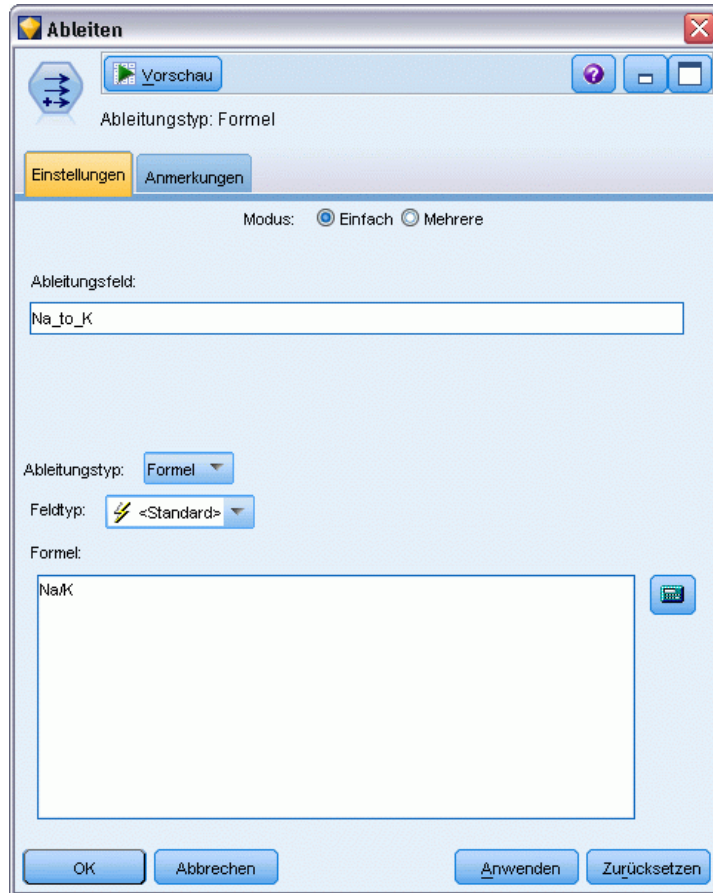 Ableiten
Vorschau
Ableitungstyp: Formel
Einstellungen Anmerkungen
Modus: Einfach Mehrere
Ableitungsfeld:
Na_to_K
Ableitungstyp: Formel
Feldtyp: <Standard>
Formel:
Na/K
OK Abbrechen Anwenden Zurücksetzen